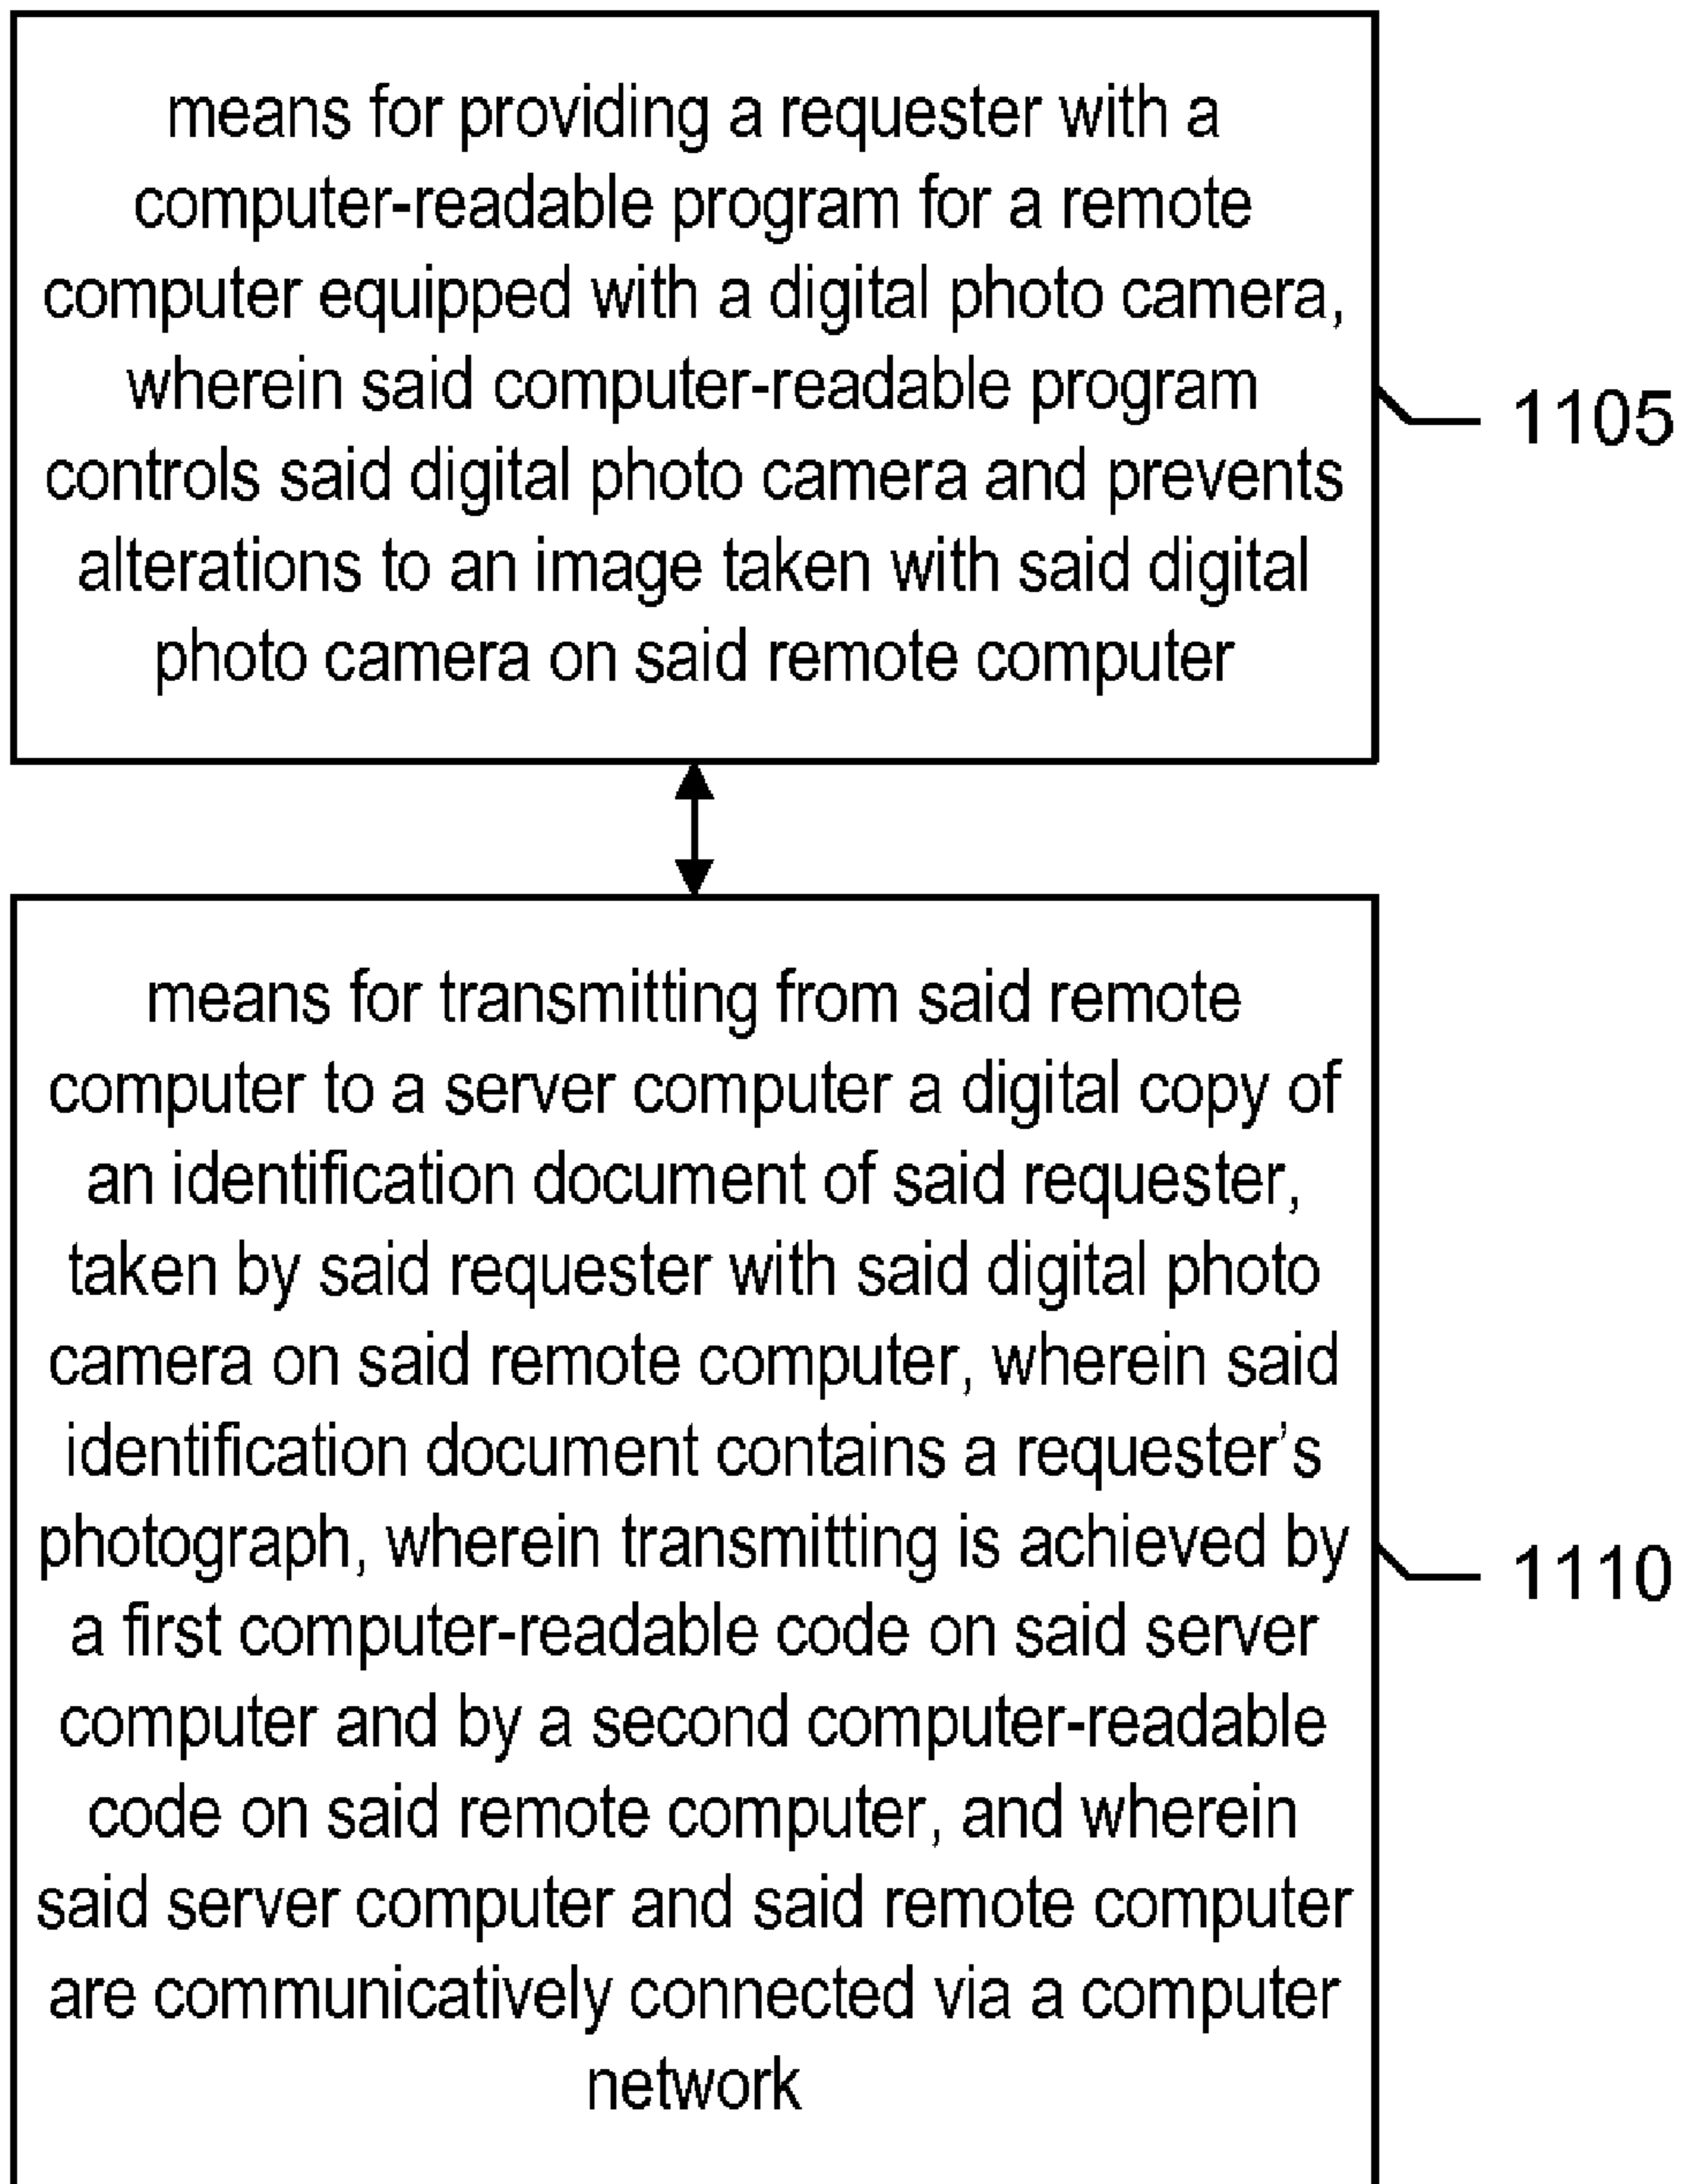 means for providing a requester with a
computer-readable program for a remote
computer equipped with a digital photo camera,
wherein said computer-readable program
controls said digital photo camera and prevents
alterations to an image taken with said digital
photo camera on said remote computer
1105
means for transmitting from said remote
computer to a server computer a digital copy of
an identification document of said requester,
taken by said requester with said digital photo
camera on said remote computer, wherein said
identification document contains a requester’s
photograph, wherein transmitting is achieved by
a first computer-readable code on said server
computer and by a second computer-readable
code on said remote computer, and wherein
said server computer and said remote computer
are communicatively connected via a computer
network
1110